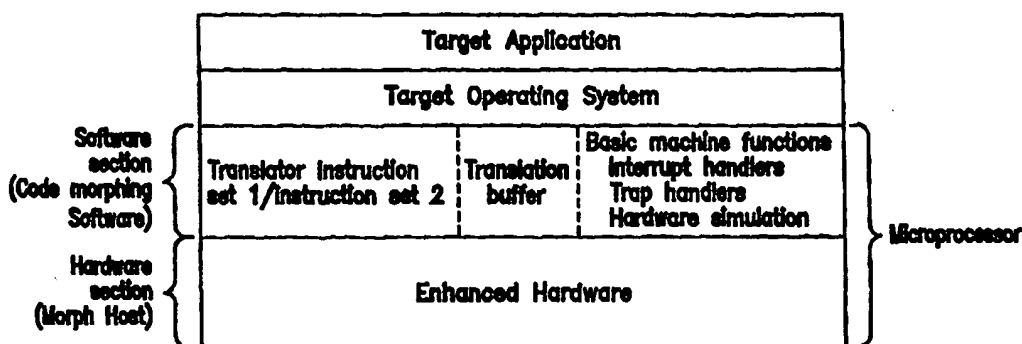 Target Application
Target Operating System
Software
section
(Code morphing
Software)
Translator instruction
set 1/instruction set 2
Translation
buffer
Basic machine functions
Interrupt handlers
Trap handlers
Hardware simulation
Microprocessor
Hardware
section
(Morph Host)
Enhanced Hardware